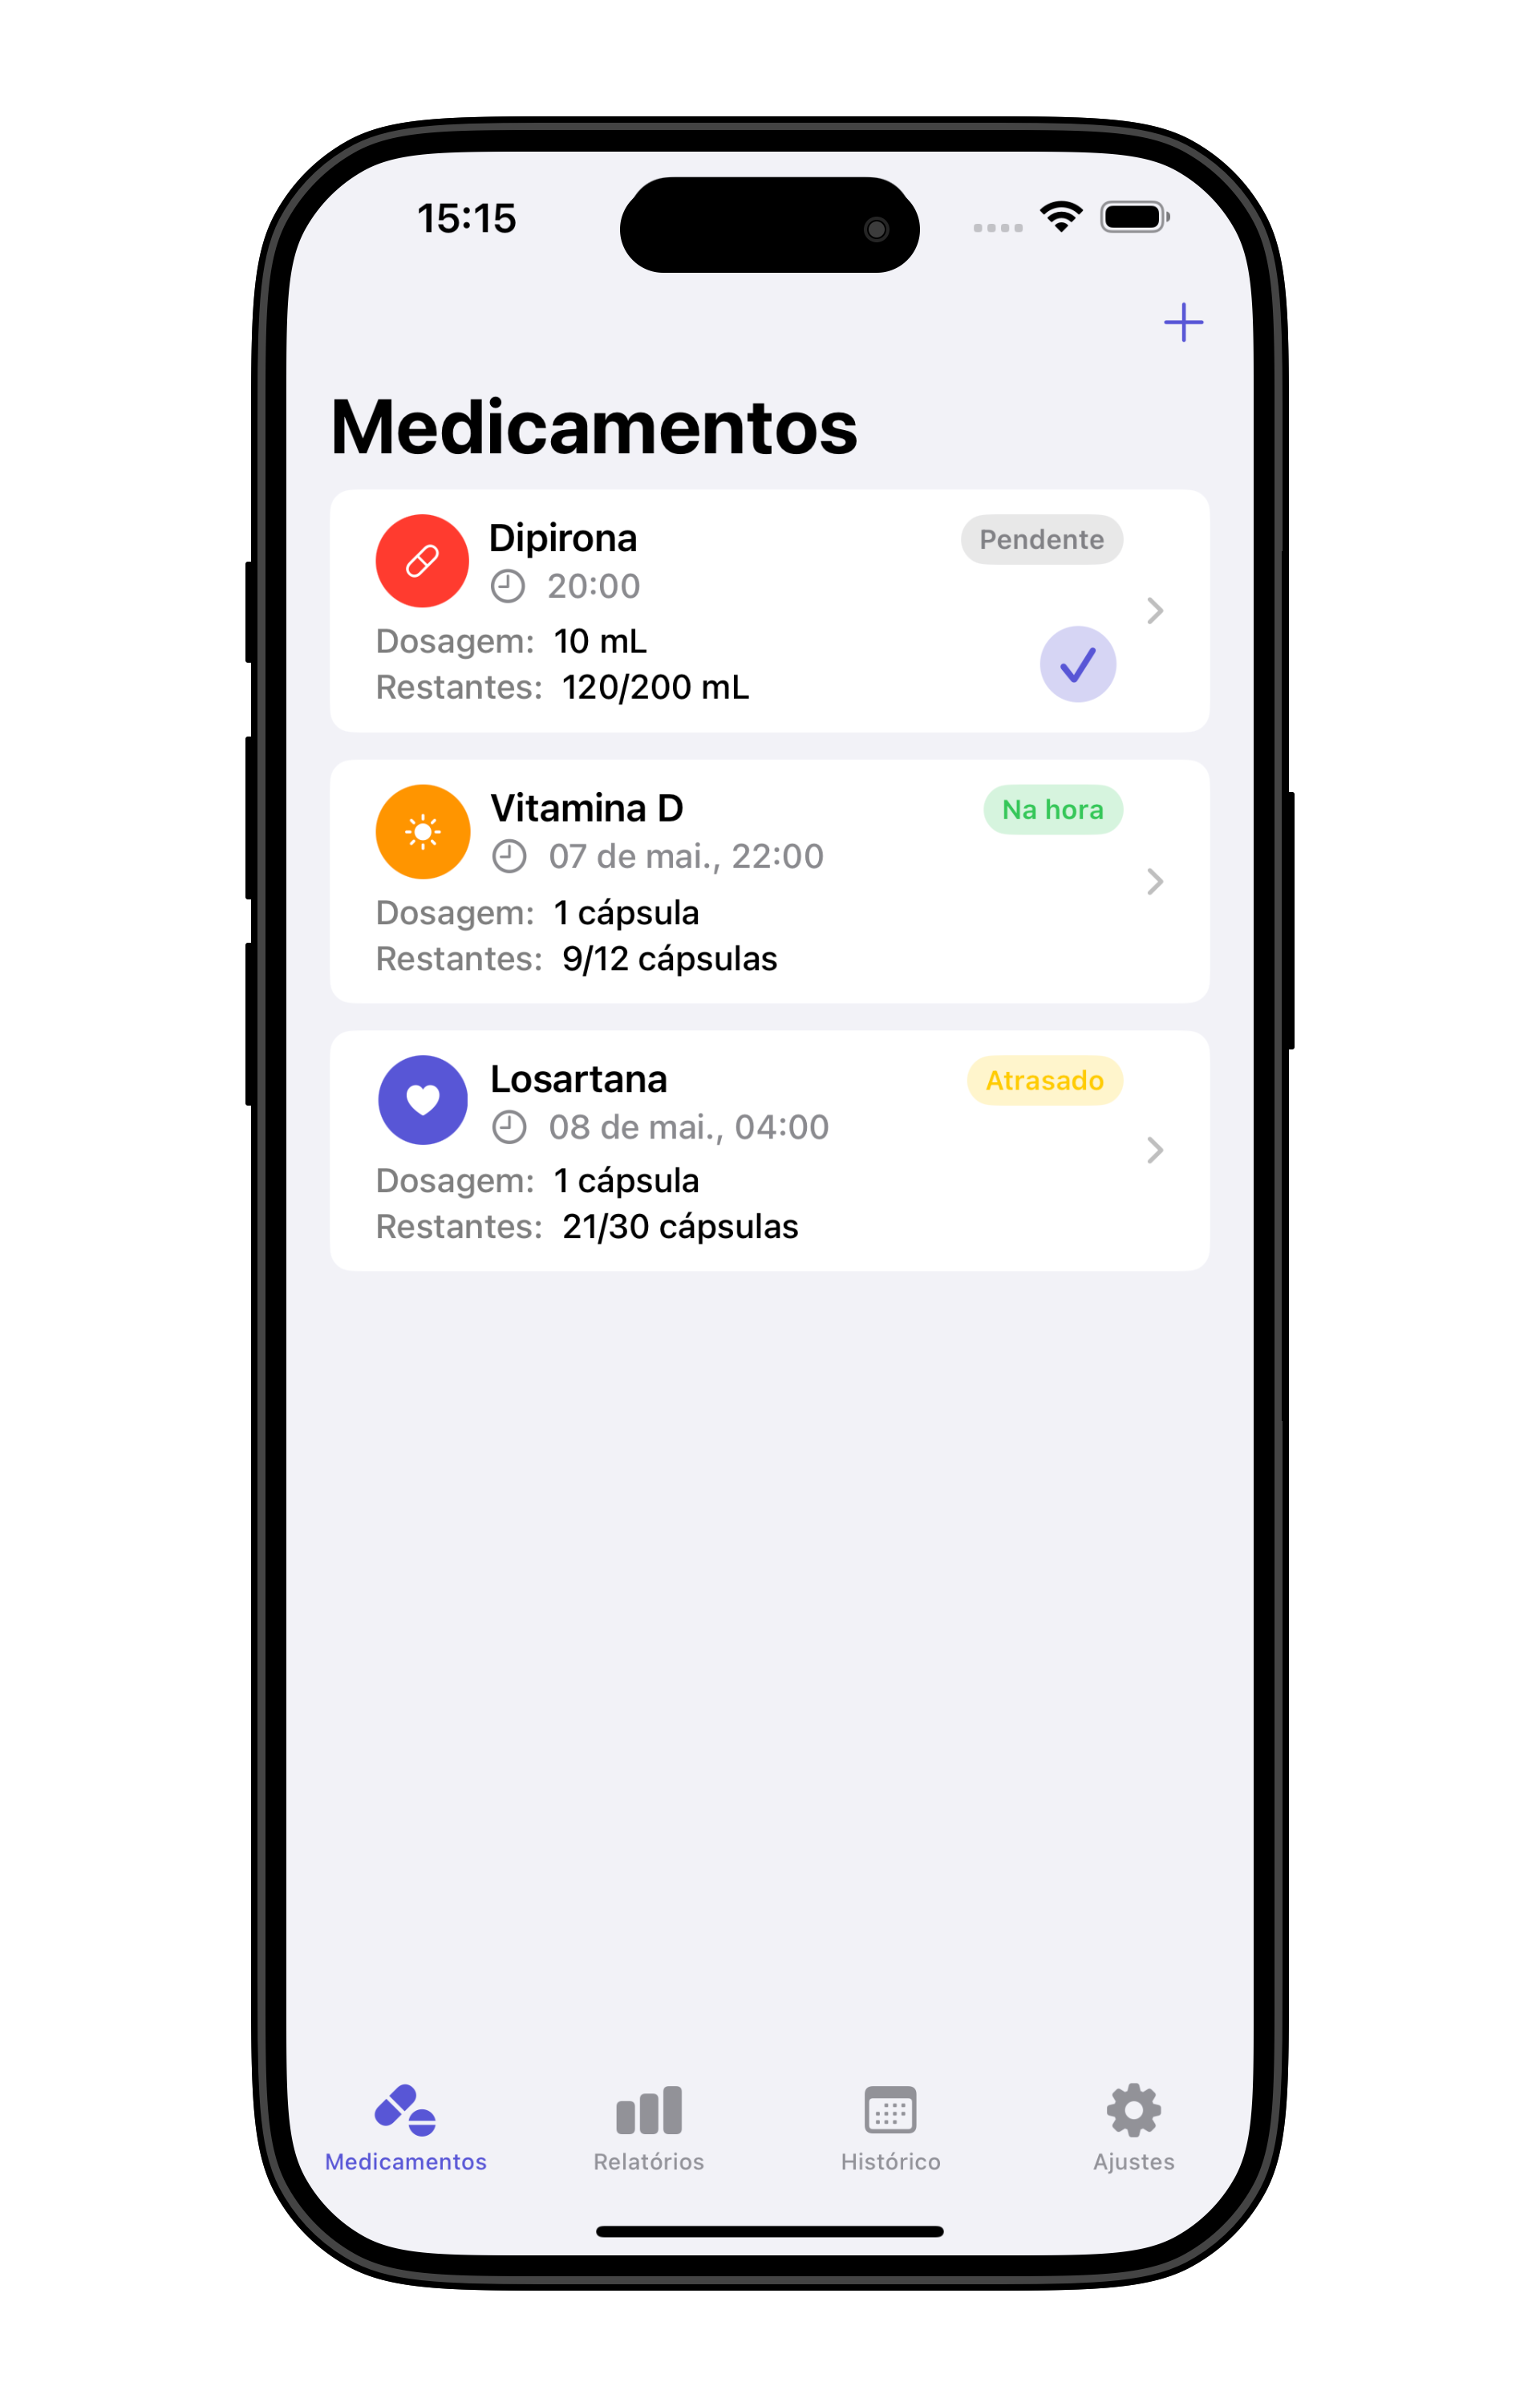 15:15
Medicamentos
Dipirona
Pendente
20:00
Dosagem: 10 mL
Restantes: 120/200 mL
Vitamina D
Na hora
07 de mai., 22:00
Dosagem: 1 cápsula
Restantes: 9/12 cápsulas
Losartana
Atrasado
08 de mai., 04:00
Dosagem: 1 cápsula
Restantes: 21/30 cápsulas
Medicamentos
Relatórios
Histórico
Ajustes